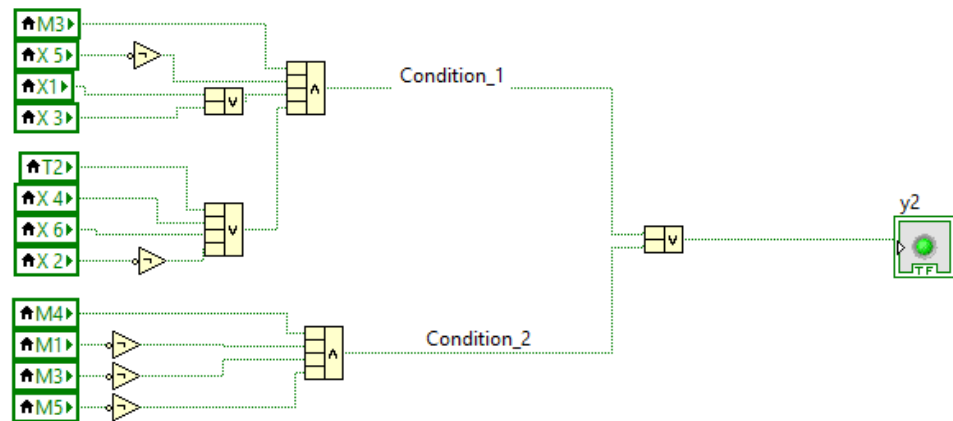 M3
X 5
X1
X 3
Condition_1
T2
X 4
X 6
X 2
y2
TF
M4
M1
M3
M5
Condition_2